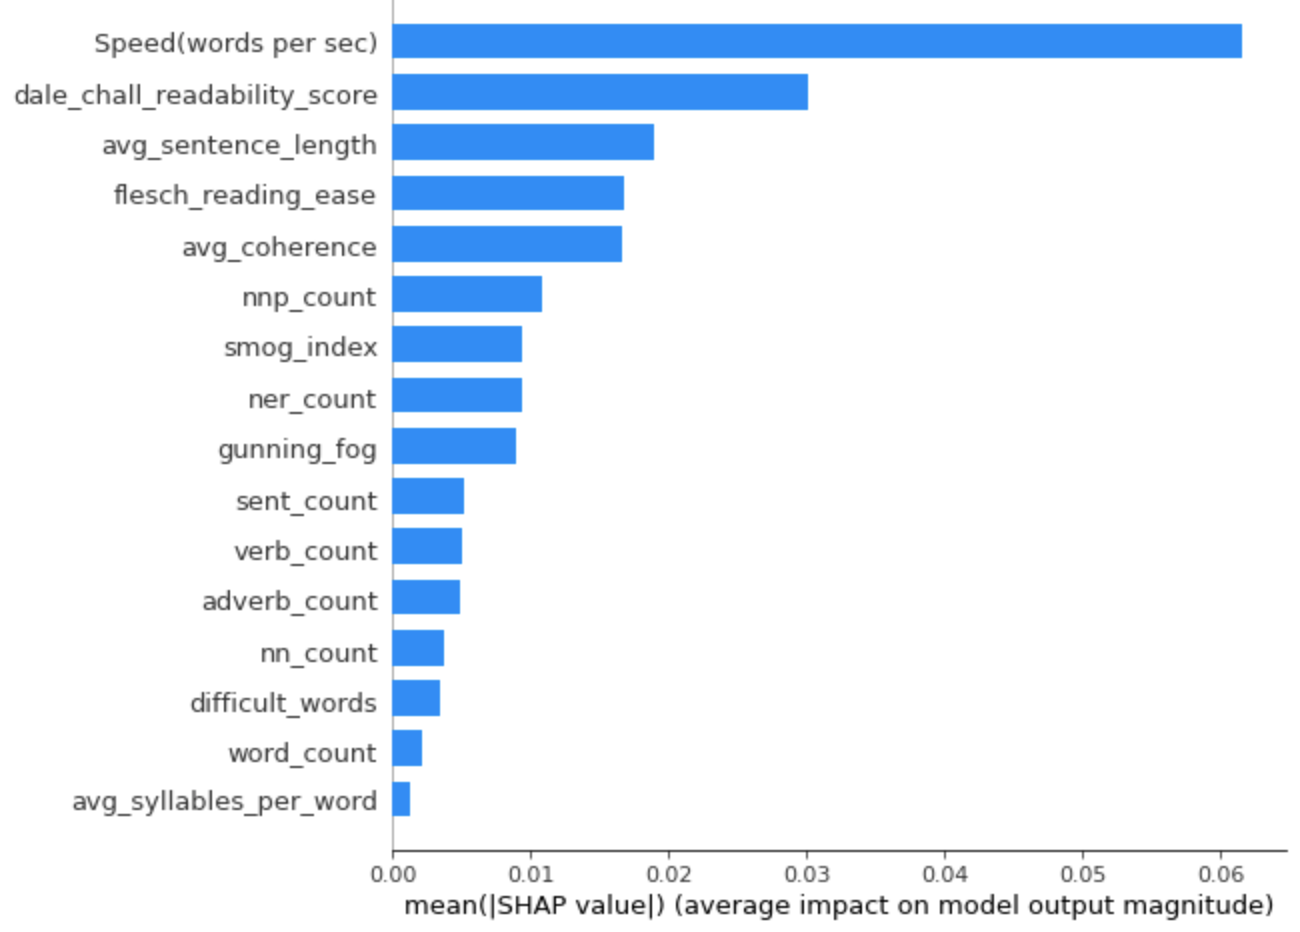 Speed(words per sec)
dale_chall_readability_score
avg_sentence_length
flesch_reading_ease
avg_coherence
nnp_count
smog_index
ner_count
gunning_fog
sent_count
verb_count
adverb_count
nn_count
difficult_words
word_count
avg_syllables_per_word
0.00 0.01 0.02 0.03 0.04 0.05 0.06
mean(|SHAP value|) (average impact on model output magnitude)